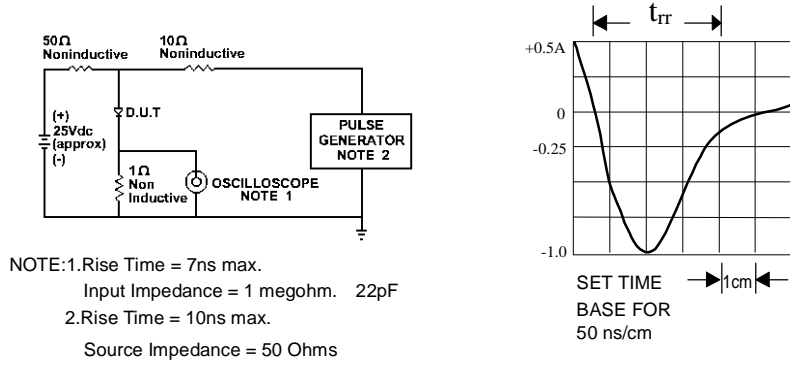 50Ω
Noninductive
10Ω
Noninductive
(+)
25Vdc
(approx)
(-)
D.U.T
1Ω
Non
Inductive
OSCILLOSCOPE
NOTE 1
PULSE
GENERATOR
NOTE 2
NOTE:1.Rise Time = 7ns max.
Input Impedance = 1 megohm. 22pF
2.Rise Time = 10ns max.
Source Impedance = 50 Ohms
trr
+0.5A
0
-0.25
-1.0
SET TIME
BASE FOR
50 ns/cm
1cm